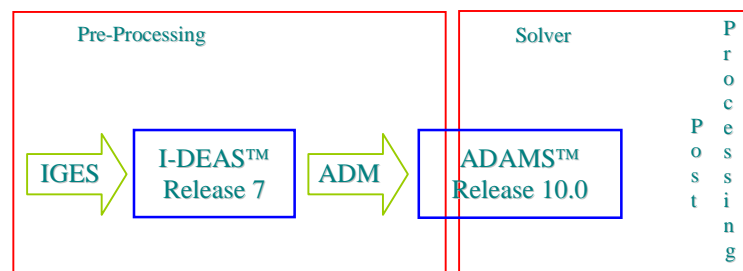 Pre-Processing
Solver
IGES
I-DEAS™
Release 7
ADM
ADAMS™
Release 10.0
Post
Processing